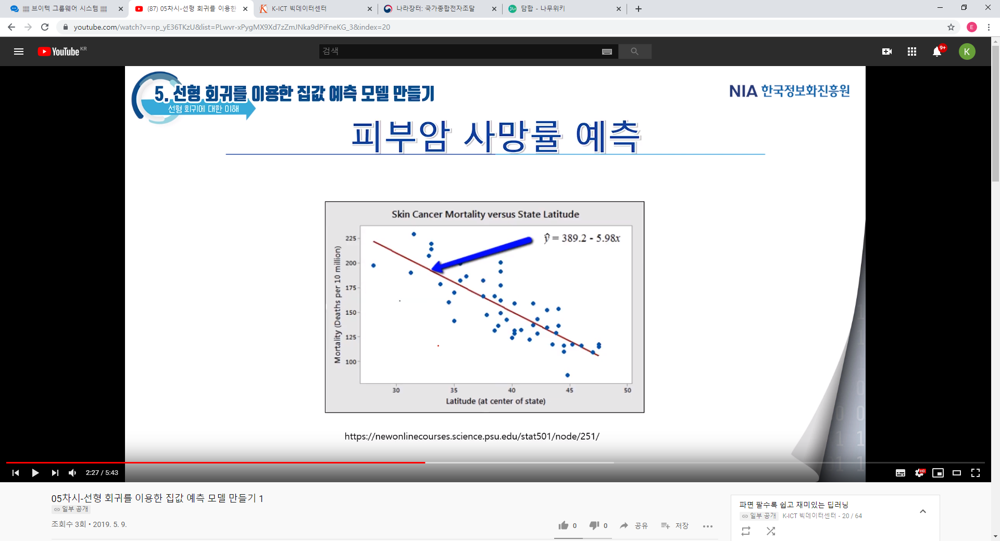 브이텍 그룹웨어 시스템
(87) 05차시-선형 회귀를 이용한
K-ICT 빅데이터센터
나라장터: 국가종합전자조달
담합 - 나무위키
youtube.com/watch?v=np_yE36TKzU&list=PLwvr-xPygMX9Xd7zZmJNka9dPiFneKG_3&index=20
E
YouTube KR
검색
9+
K
5. 선형 회귀를 이용한 집값 예측 모델 만들기
선형 회귀에 대한 이해
NIA 한국정보화진흥원
피부암 사망률 예측
Skin Cancer Mortality versus State Latitude
ŷ = 389.2 - 5.98x
Mortality (Deaths per 10 million)
225
200
175
150
125
100
30 35 40 45 50
Latitude (at center of state)
https://newonlinecourses.science.psu.edu/stat501/node/251/
2:27 / 5:43
HD
05차시-선형 회귀를 이용한 집값 예측 모델 만들기 1
일부 공개
조회수 3회 • 2019. 5. 9.
0 0 공유 저장
파면 팔수록 쉽고 재미있는 딥러닝
일부 공개 K-ICT 빅데이터센터 - 20 / 64